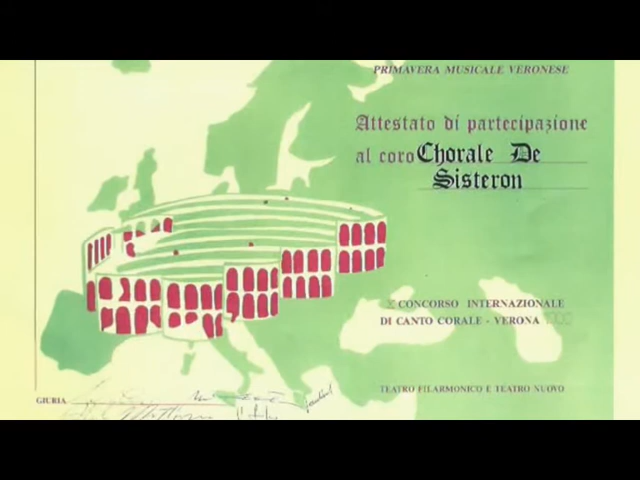 PRIMAVERA MUSICALE VERONESE
Attestato di partecipazione
al coro Chorale De
Sisteron
CONCORSO INTERNAZIONALE
DI CANTO CORALE - VERONA
TEATRO FILARMONICO E TEATRO NUOVO
GIURIA